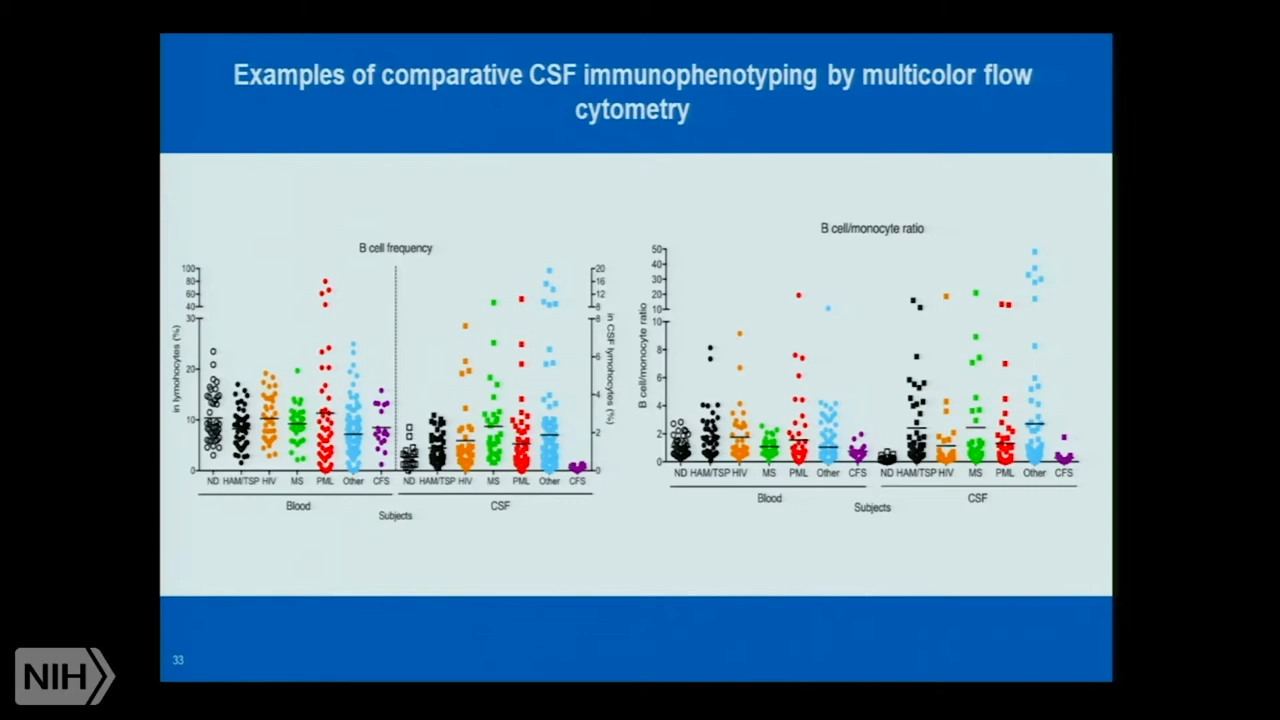 Examples of comparative CSF immunophenotyping by multicolor flow
cytometry
B cell frequency
in lymohocytes (%)
100
80
60
40
30
20
10
0
20
16
12
8
8
6
4
2
0
in CSF lymohocytes (%)
ND HAM/TSP HIV MS PML Other CFS ND HAM/TSP HIV MS PML Other CFS
Blood CSF
Subjects
B cell/monocyte ratio
B cell/monocyte ratio
50
40
30
20
10
10
8
6
4
2
0
ND HAM/TSP HIV MS PML Other CFS ND HAM/TSP HIV MS PML Other CFS
Blood CSF
Subjects
33
NIH